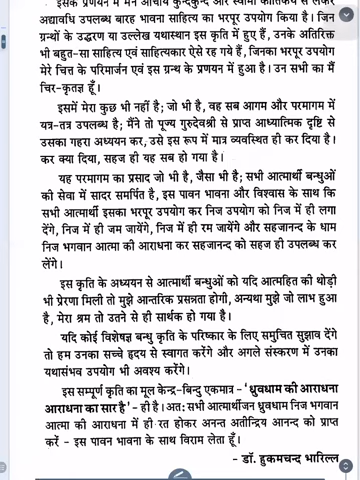 इसके प्रणयन में मैंने आचार्य कुन्दकुन्द और स्वामी कार्तिकेय से लेकर
अद्यावधि उपलब्ध बारह भावना साहित्य का भरपूर उपयोग किया है। जिन
ग्रन्थों के उद्धरण या उल्लेख यथास्थान इस कृति में हुए हैं, उनके अतिरिक्त
भी बहुत-सा साहित्य एवं साहित्यकार ऐसे रह गये हैं, जिनका भरपूर उपयोग
मेरे चित्त के परिमार्जन एवं इस ग्रन्थ के प्रणयन में हुआ है। उन सभी का मैं
चिर-कृतज्ञ हूँ।
इसमें मेरा कुछ भी नहीं है; जो भी है, वह सब आगम और परमागम में
यत्र-तत्र उपलब्ध है; मैंने तो पूज्य गुरुदेवश्री से प्राप्त आध्यात्मिक दृष्टि से
उसका गहरा अध्ययन कर, उसे इस रूप में मात्र व्यवस्थित ही कर दिया है।
कर क्या दिया, सहज ही यह सब हो गया है।
यह परमागम का प्रसाद जो भी है, जैसा भी है; सभी आत्मार्थी बन्धुओं
की सेवा में सादर समर्पित है, इस पावन भावना और विश्वास के साथ कि
सभी आत्मार्थी इसका भरपूर उपयोग कर निज उपयोग को निज में ही लगा
देंगे, निज में ही जम जायेंगे, निज में ही रम जायेंगे और सहजानन्द के धाम
निज भगवान आत्मा की आराधना कर सहजानन्द को सहज ही उपलब्ध कर
लेंगे।
इस कृति के अध्ययन से आत्मार्थी बन्धुओं को यदि आत्महित की थोड़ी
भी प्रेरणा मिली तो मुझे आन्तरिक प्रसन्नता होगी, अन्यथा मुझे जो लाभ हुआ
है, मेरा श्रम तो उतने से ही सार्थक हो गया है।
यदि कोई विशेषज्ञ बन्धु कृति के परिष्कार के लिए समुचित सुझाव देंगे
तो हम उनका सच्चे हृदय से स्वागत करेंगे और अगले संस्करण में उनका
यथासंभव उपयोग भी अवश्य करेंगे।
इस सम्पूर्ण कृति का मूल केन्द्र-बिन्दु एकमात्र - 'ध्रुवधाम की आराधना
आराधना का सार है' - ही है। अतः सभी आत्मार्थीजन ध्रुवधाम निज भगवान
आत्मा की आराधना में ही रत होकर अनन्त अतीन्द्रिय आनन्द को प्राप्त
करें - इस पावन भावना के साथ विराम लेता हूँ।
- डॉ. हुकमचन्द भारिल्ल